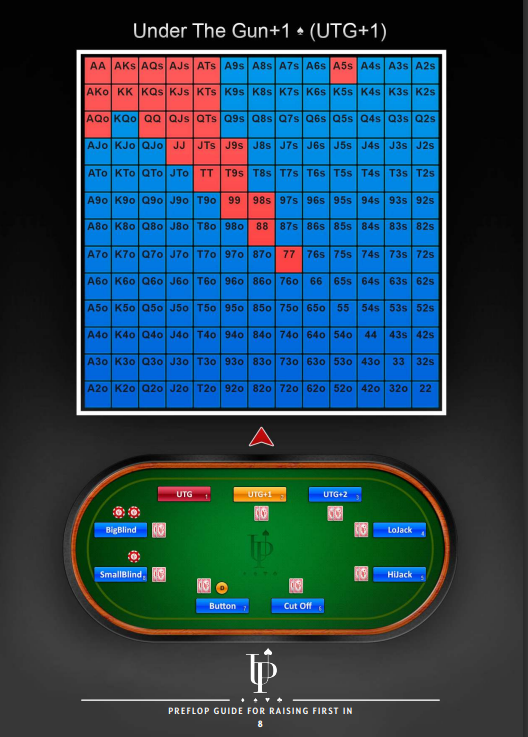 Under The Gun+1 ♠ (UTG+1)
AA AKs AQs AJs ATs A9s A8s A7s A6s A5s A4s A3s A2s
AKo KK KQs KJs KTs K9s K8s K7s K6s K5s K4s K3s K2s
AQo KQo QQ QJs QTs Q9s Q8s Q7s Q6s Q5s Q4s Q3s Q2s
AJo KJo QJo JJ JTs J9s J8s J7s J6s J5s J4s J3s J2s
ATo KTo QTo JTo TT T9s T8s T7s T6s T5s T4s T3s T2s
A9o K9o Q9o J9o T9o 99 98s 97s 96s 95s 94s 93s 92s
A8o K8o Q8o J8o T8o 98o 88 87s 86s 85s 84s 83s 82s
A7o K7o Q7o J7o T7o 97o 87o 77 76s 75s 74s 73s 72s
A6o K6o Q6o J6o T6o 96o 86o 76o 66 65s 64s 63s 62s
A5o K5o Q5o J5o T5o 95o 85o 75o 65o 55 54s 53s 52s
A4o K4o Q4o J4o T4o 94o 84o 74o 64o 54o 44 43s 42s
A3o K3o Q3o J3o T3o 93o 83o 73o 63o 53o 43o 33 32s
A2o K2o Q2o J2o T2o 92o 82o 72o 62o 52o 42o 32o 22
UTG 1 UTG+1 2 UTG+2 3
BigBlind LoJack 4
SmallBlind HiJack 5
Button 7 Cut Off 6
UP
PREFLOP GUIDE FOR RAISING FIRST IN
8